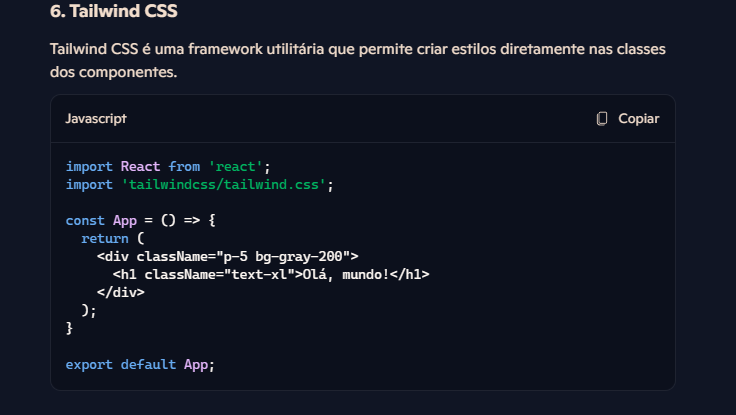 6. Tailwind CSS
Tailwind CSS é uma framework utilitária que permite criar estilos diretamente nas classes
dos componentes.
Javascript
Copiar
import React from 'react';
import 'tailwindcss/tailwind.css';
const App = () => {
  return (
    <div className="p-5 bg-gray-200">
      <h1 className="text-xl">Olá, mundo!</h1>
    </div>
  );
}
export default App;